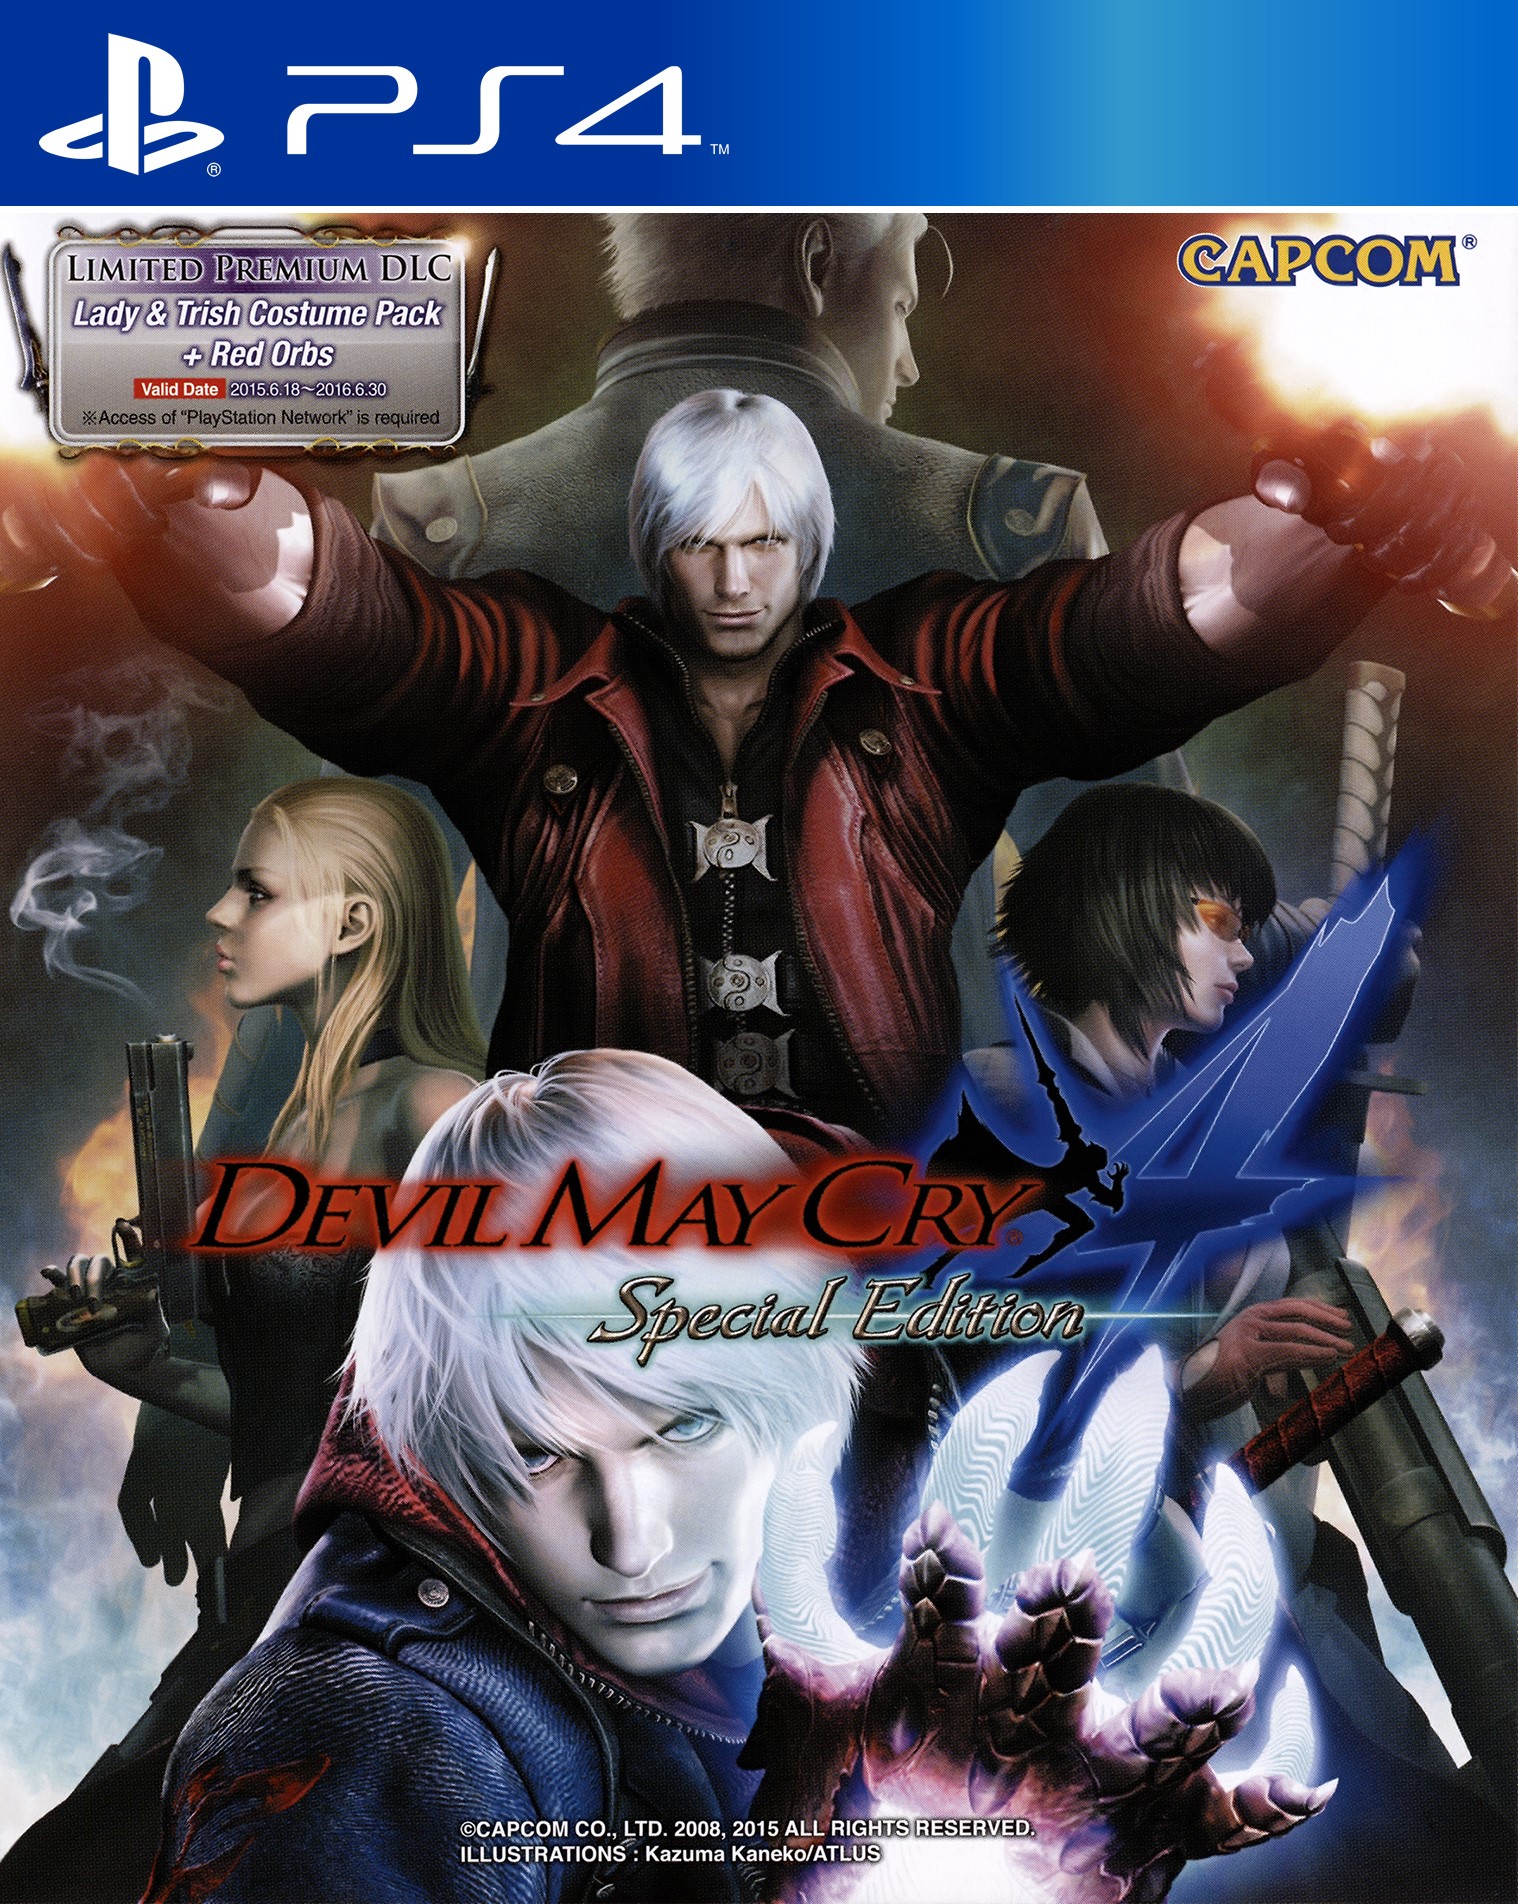 PS4™
®
LIMITED PREMIUM DLC
Lady & Trish Costume Pack
+ Red Orbs
Valid Date 2015.6.18~2016.6.30
※Access of “PlayStation Network” is required
CAPCOM®
DEVIL MAY CRY® 4
Special Edition
©CAPCOM CO., LTD. 2008, 2015 ALL RIGHTS RESERVED.
ILLUSTRATIONS : Kazuma Kaneko/ATLUS